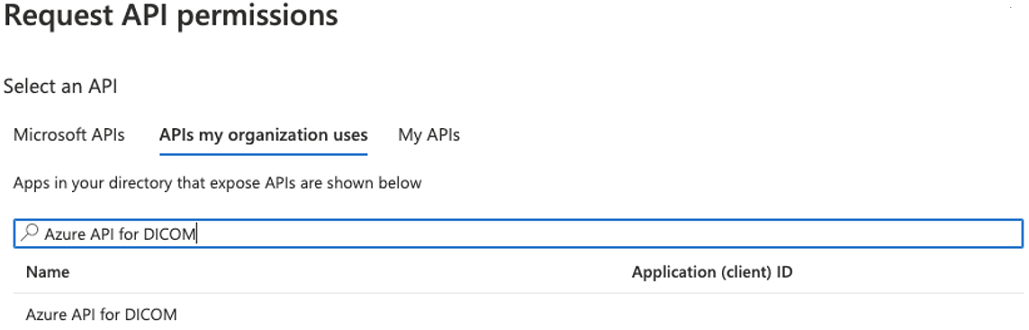 Request API permissions
Select an API
Microsoft APIs APIs my organization uses My APIs
Apps in your directory that expose APIs are shown below
Azure API for DICOM
Name Application (client) ID
Azure API for DICOM